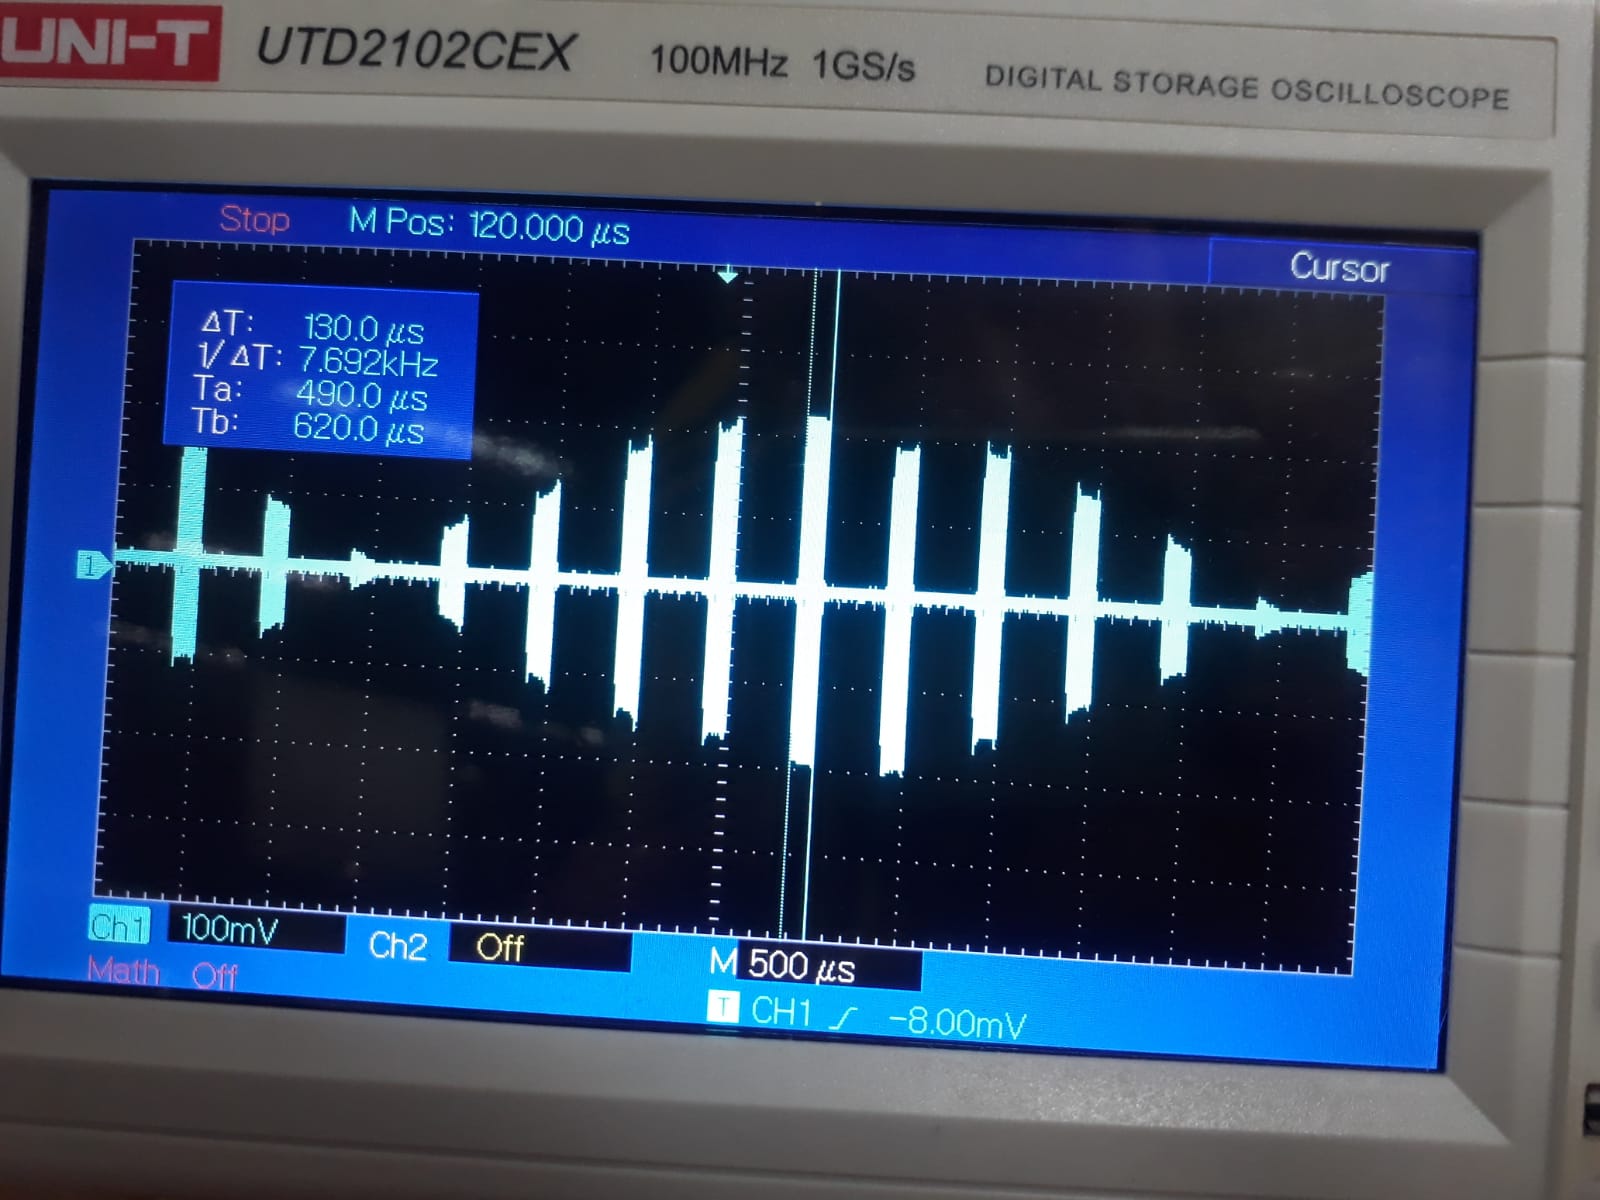 UNI-T UTD2102CEX 100MHz 1GS/s DIGITAL STORAGE OSCILLOSCOPE
Stop M Pos: 120.000 μs
Cursor
ΔT: 130.0 μs
1/ΔT: 7.692kHz
Ta: 490.0 μs
Tb: 620.0 μs
1
Ch1 100mV Ch2 Off M 500 μs
Math Off T CH1 -8.00mV